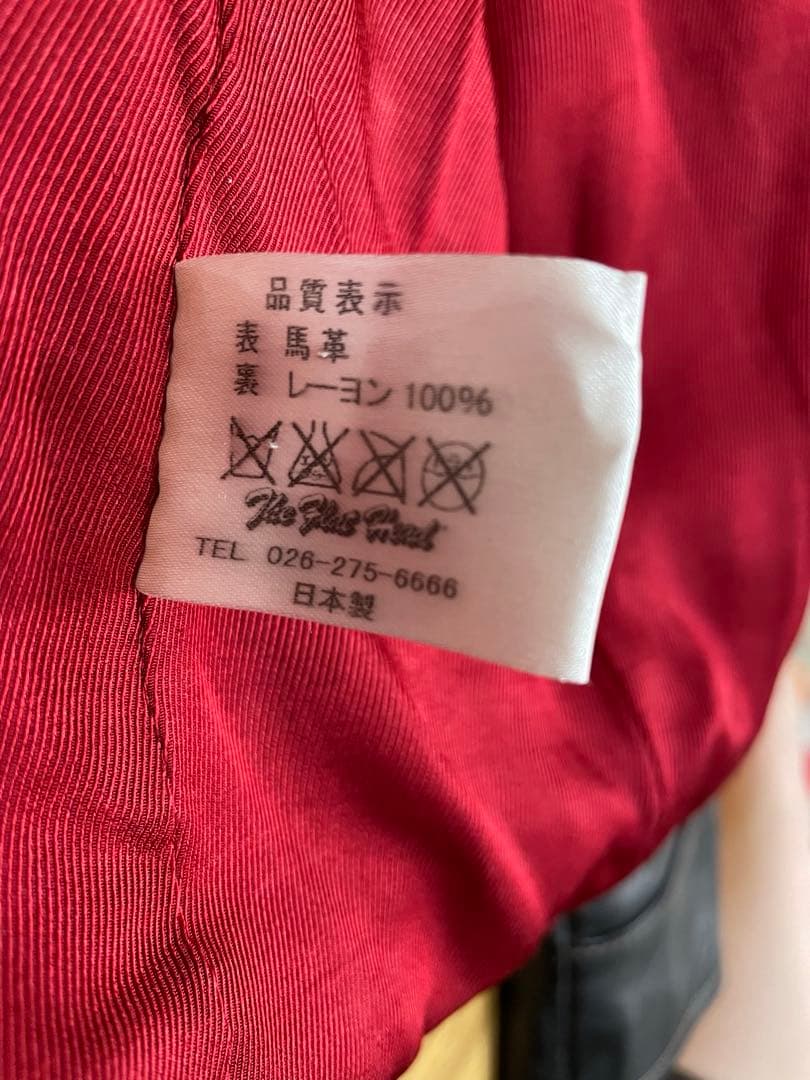 品質表示
表 馬革
裏 レーヨン 100%
The Flat Head
TEL 026-275-6666
日本製